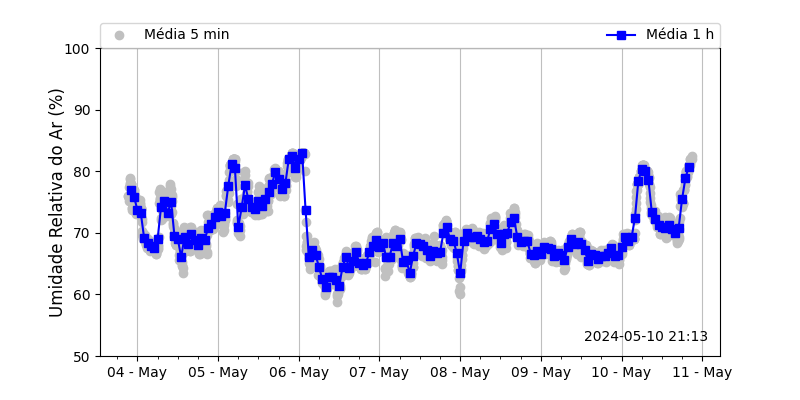 Média 5 min
Média 1 h
Umidade Relativa do Ar (%)
100
90
80
70
60
50
2024-05-10 21:13
04 - May
05 - May
06 - May
07 - May
08 - May
09 - May
10 - May
11 - May